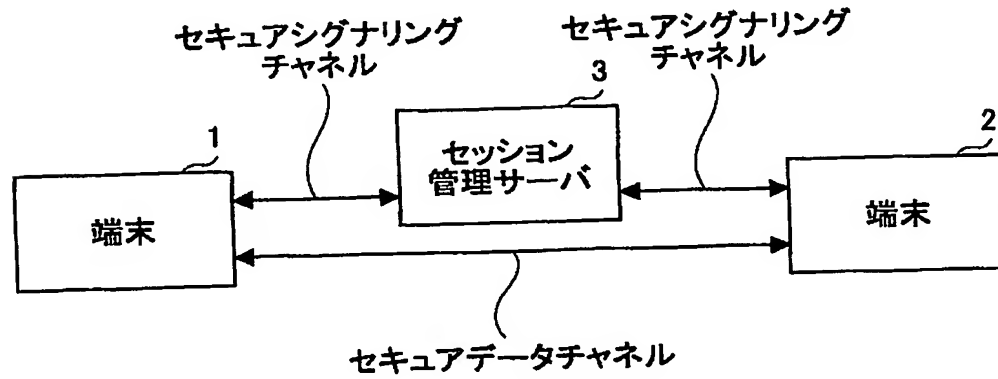 セキュアシグナリング
チャネル
セキュアシグナリング
チャネル
3
1
2
セッション
管理サーバ
端末
端末
セキュアデータチャネル